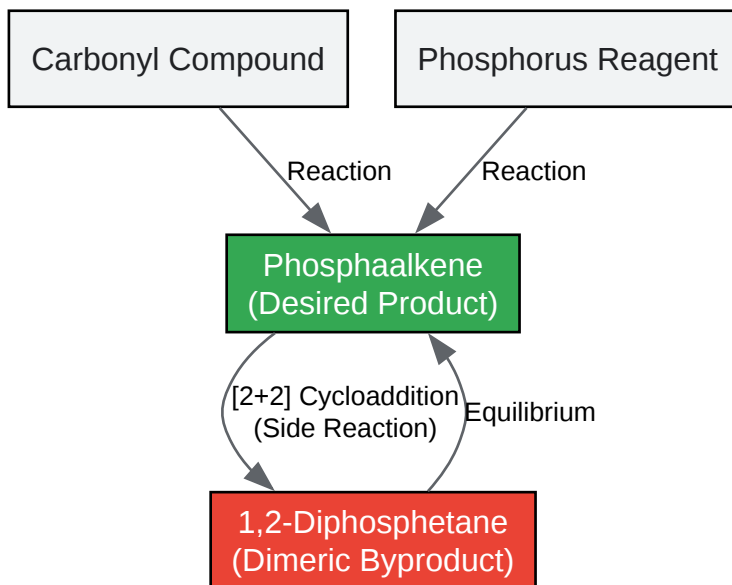 Carbonyl Compound
Phosphorus Reagent
Reaction
Reaction
Phosphaalkene
(Desired Product)
[2+2] Cycloaddition
(Side Reaction)
Equilibrium
1,2-Diphosphetane
(Dimeric Byproduct)